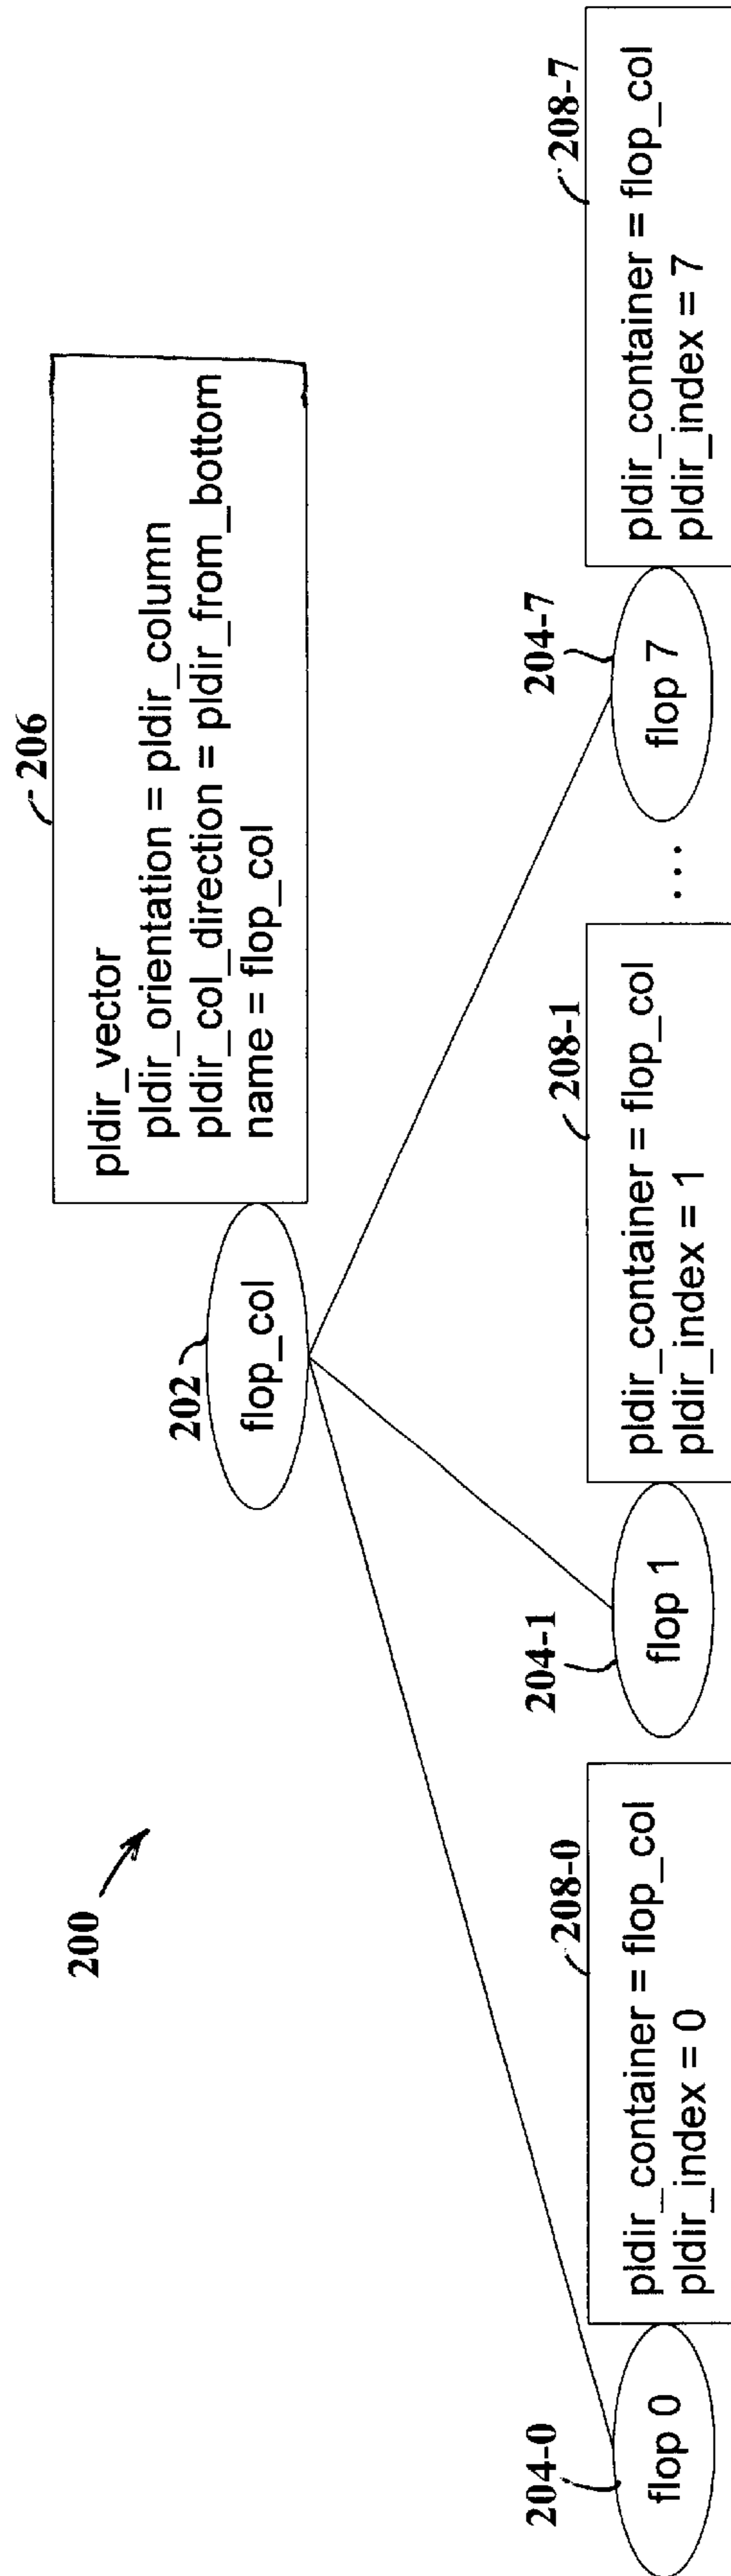 200
206
pldir_vector
pldir_orientation = pldir_column
pldir_col_direction = pldir_from_bottom
name = flop_col
202
flop_col
204-0
flop 0
208-0
pldir_container = flop_col
pldir_index = 0
204-1
flop 1
208-1
pldir_container = flop_col
pldir_index = 1
...
204-7
flop 7
208-7
pldir_container = flop_col
pldir_index = 7